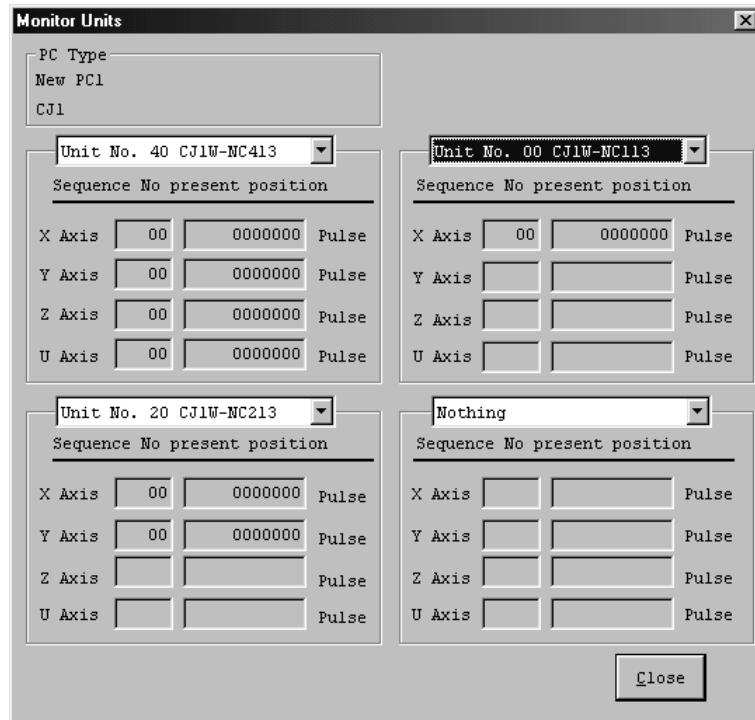 Monitor Units
PC Type
New PC1
CJ1
Unit No. 40 CJ1W-NC413
Sequence No present position
X Axis 00 0000000 Pulse
Y Axis 00 0000000 Pulse
Z Axis 00 0000000 Pulse
U Axis 00 0000000 Pulse
Unit No. 00 CJ1W-NC113
Sequence No present position
X Axis 00 0000000 Pulse
Y Axis Pulse
Z Axis Pulse
U Axis Pulse
Unit No. 20 CJ1W-NC213
Sequence No present position
X Axis 00 0000000 Pulse
Y Axis 00 0000000 Pulse
Z Axis Pulse
U Axis Pulse
Nothing
Sequence No present position
X Axis Pulse
Y Axis Pulse
Z Axis Pulse
U Axis Pulse
Close